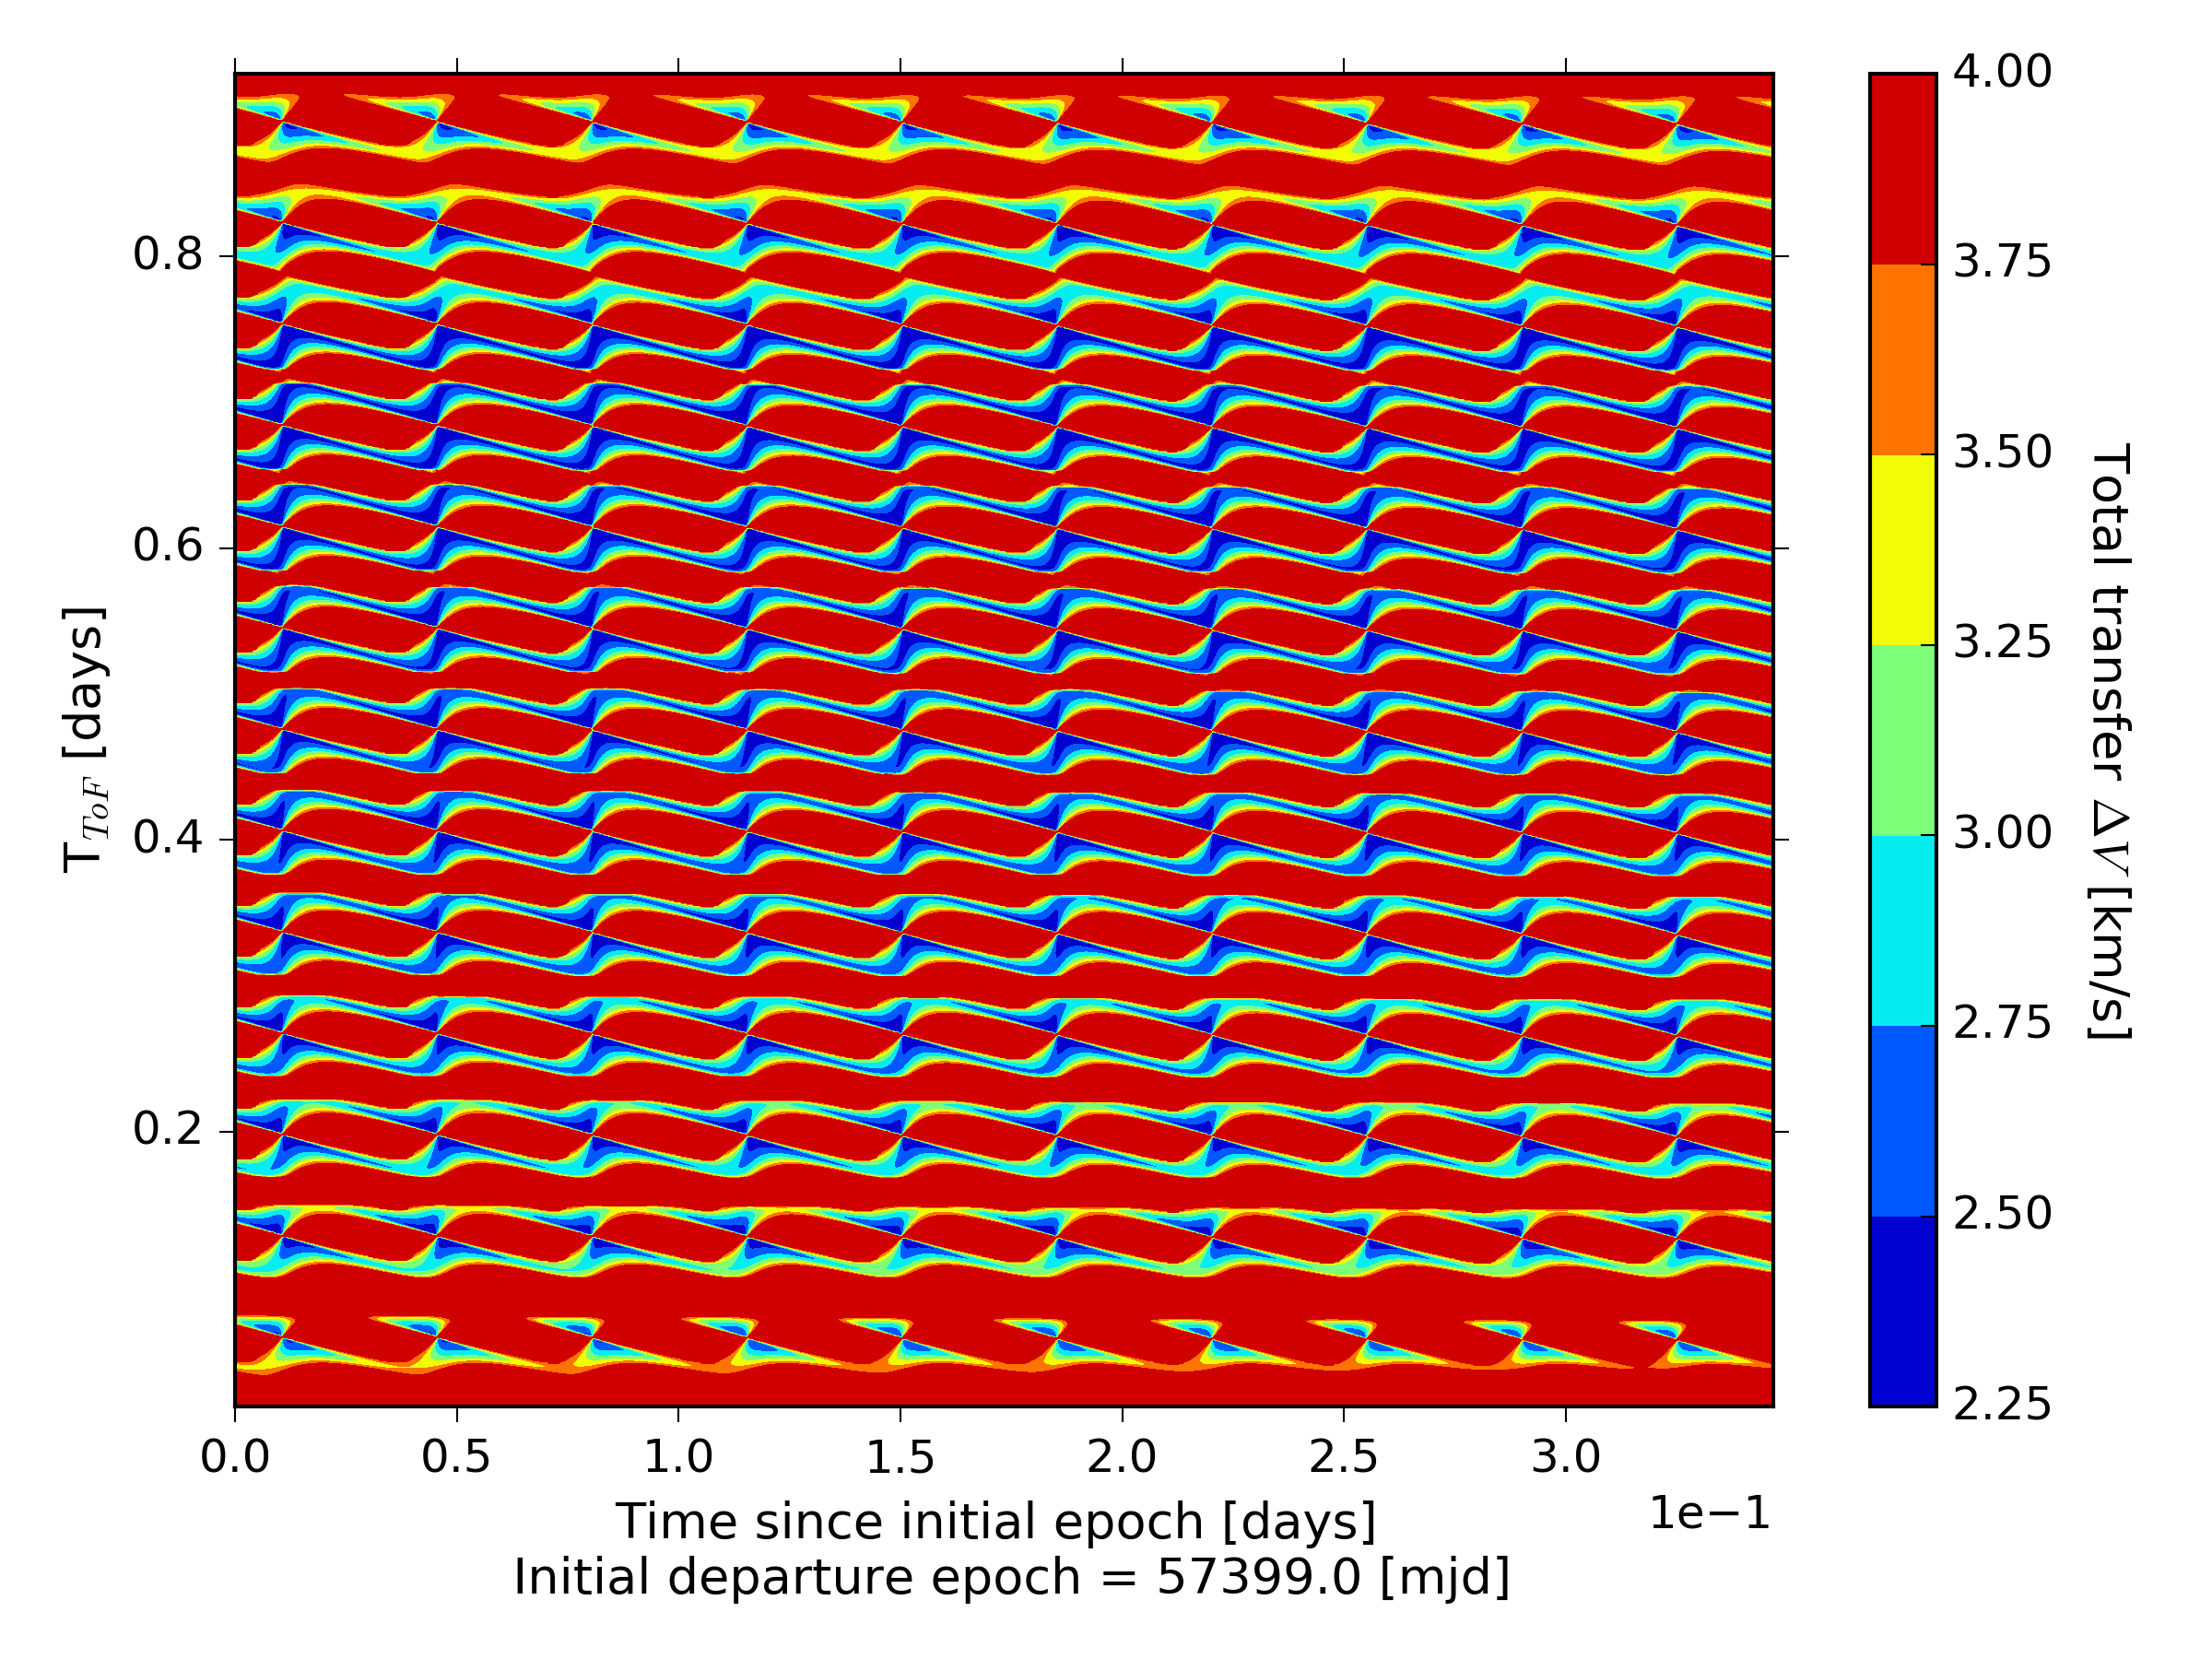 4.00
3.75
3.50
3.25
3.00
2.75
2.50
2.25
Total transfer ΔV [km/s]
T_ToF [days]
0.8
0.6
0.4
0.2
0.0 0.5 1.0 1.5 2.0 2.5 3.0
1e−1
Time since initial epoch [days]
Initial departure epoch = 57399.0 [mjd]